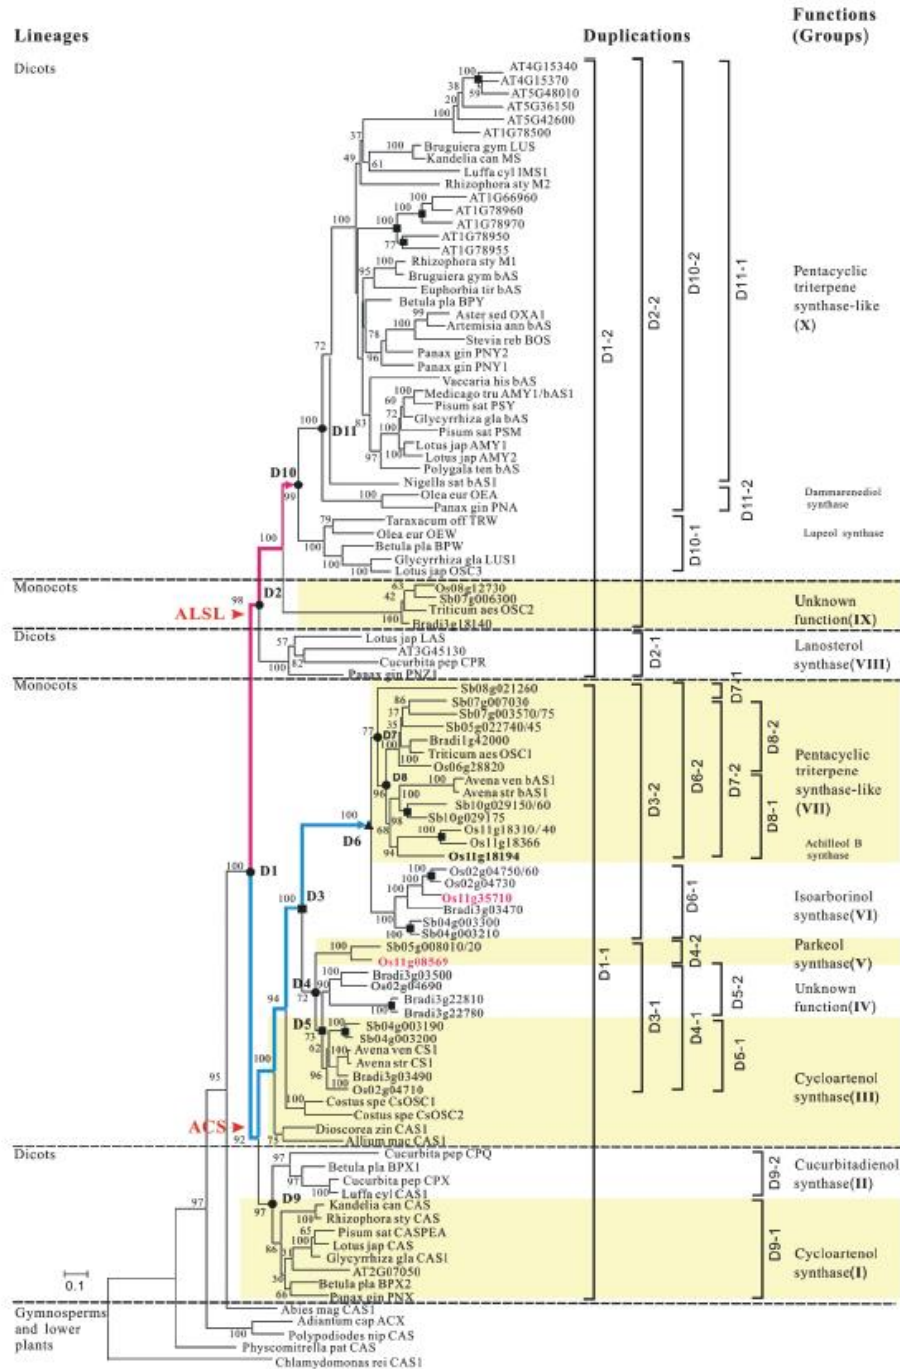 Lineages
Duplications
Functions
(Groups)
Dicots
AT4G15340
AT4G15370
AT5G48010
AT5G36150
AT5G42600
AT1G78500
Bruguiera gym LUS
Kandelia can MS
Luffa cyl IMS1
Rhizophora sty M2
AT1G66960
AT1G78960
AT1G78970
AT1G78950
AT1G78955
Rhizophora sty M1
Bruguiera gym bAS
Euphorbia tir bAS
Betula pla BPY
Aster sed OXA1
Artemisia ann bAS
Stevia reb BOS
Panax gin PNY2
Panax gin PNY1
Vaccaria his bAS
Medicago tru AMY1/bAS1
Pisum sat PSY
Glycyrrhiza gla bAS
Pisum sat PSM
Lotus jap AMY1
Lotus jap AMY2
Polygala ten bAS
Nigella sat bAS1
Olea eur OEA
Panax gin PNA
Taraxacum off TRW
Olea eur OEW
Betula pla BPW
Glycyrrhiza gla LUS1
Lotus jap OSC3
D11
D10
D1-2
D2-2
D10-2
D11-1
D11-2
D10-1
Pentacyclic
triterpene
synthase-like
(X)
Dammarenediol
synthase
Lupeol synthase
Monocots
D2
ALSL
Os08g12730
Sb07g006300
Triticum aes OSC2
Bradi3g18140
Unknown
function(IX)
Dicots
Lotus jap LAS
AT3G45130
Cucurbita pep CPR
Panax gin PNZ1
D2-1
Lanosterol
synthase(VIII)
Monocots
Sb08g021260
Sb07g007030
Sb07g003570/75
Sb05g022740/45
Bradi1g42000
Triticum aes OSC1
Os06g28820
Avena ven bAS1
Avena str bAS1
Sb10g029150/60
Sb10g029175
Os11g18310/40
Os11g18366
Os11g18194
D7
D8
D6
D7-1
D8-2
D3-2
D6-2
D7-2
D8-1
Pentacyclic
triterpene
synthase-like
(VII)
Achilleol B
synthase
D1
D3
Os02g04750/60
Os02g04730
Os11g35710
Bradi3g03470
Sb04g003300
Sb04g003210
D6-1
Isoarborinol
synthase(VI)
Sb05g008010/20
Os11g08569
D1-1
D4-2
Parkeol
synthase(V)
D4
Bradi3g03500
Os02g04690
Bradi3g22810
Bradi3g22780
D3-1
D4-1
D5-2
Unknown
function(IV)
D5
Sb04g003190
Sb04g003200
Avena ven CS1
Avena str CS1
Bradi3g03490
Os02g04710
Costus spe CsOSC1
Costus spe CsOSC2
Dioscorea zin CAS1
Allium mac CAS1
D5-1
Cycloartenol
synthase(III)
ACS
Dicots
Cucurbita pep CPQ
Betula pla BPX1
Cucurbita pep CPX
Luffa cyl CAS1
D9-2
Cucurbitadienol
synthase(II)
D9
Kandelia can CAS
Rhizophora sty CAS
Pisum sat CASPEA
Lotus jap CAS
Glycyrrhiza gla CAS1
AT2G07050
Betula pla BPX2
Panax gin PNX
D9-1
Cycloartenol
synthase(I)
0.1
Gymnosperms
and lower
plants
Abies mag CAS1
Adiantum cap ACX
Polypodiodes nip CAS
Physcomitrella pat CAS
Chlamydomonas rei CAS1